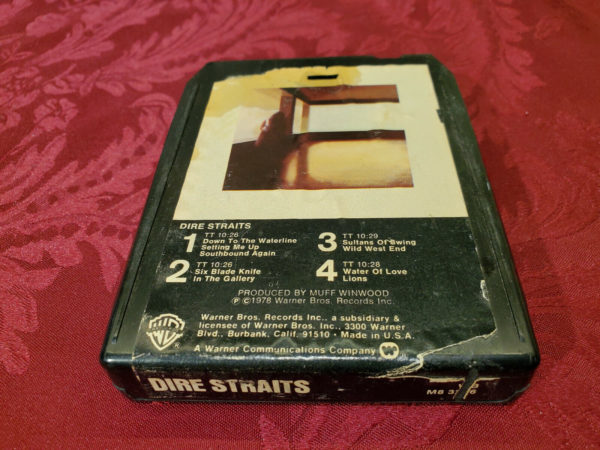 DIRE STRAITS
1 TT 10:26
Down To The Waterline
Setting Me Up
Southbound Again
2 TT 10:26
Six Blade Knife
In The Gallery
3 TT 10:29
Sultans Of Swing
Wild West End
4 TT 10:28
Water Of Love
Lions
PRODUCED BY MUFF WINWOOD
℗ © 1978 Warner Bros. Records Inc.
Warner Bros. Records Inc., a subsidiary &
licensee of Warner Bros. Inc., 3300 Warner
Blvd., Burbank, Calif. 91510 • Made in U.S.A.
A Warner Communications Company
DIRE STRAITS
M8